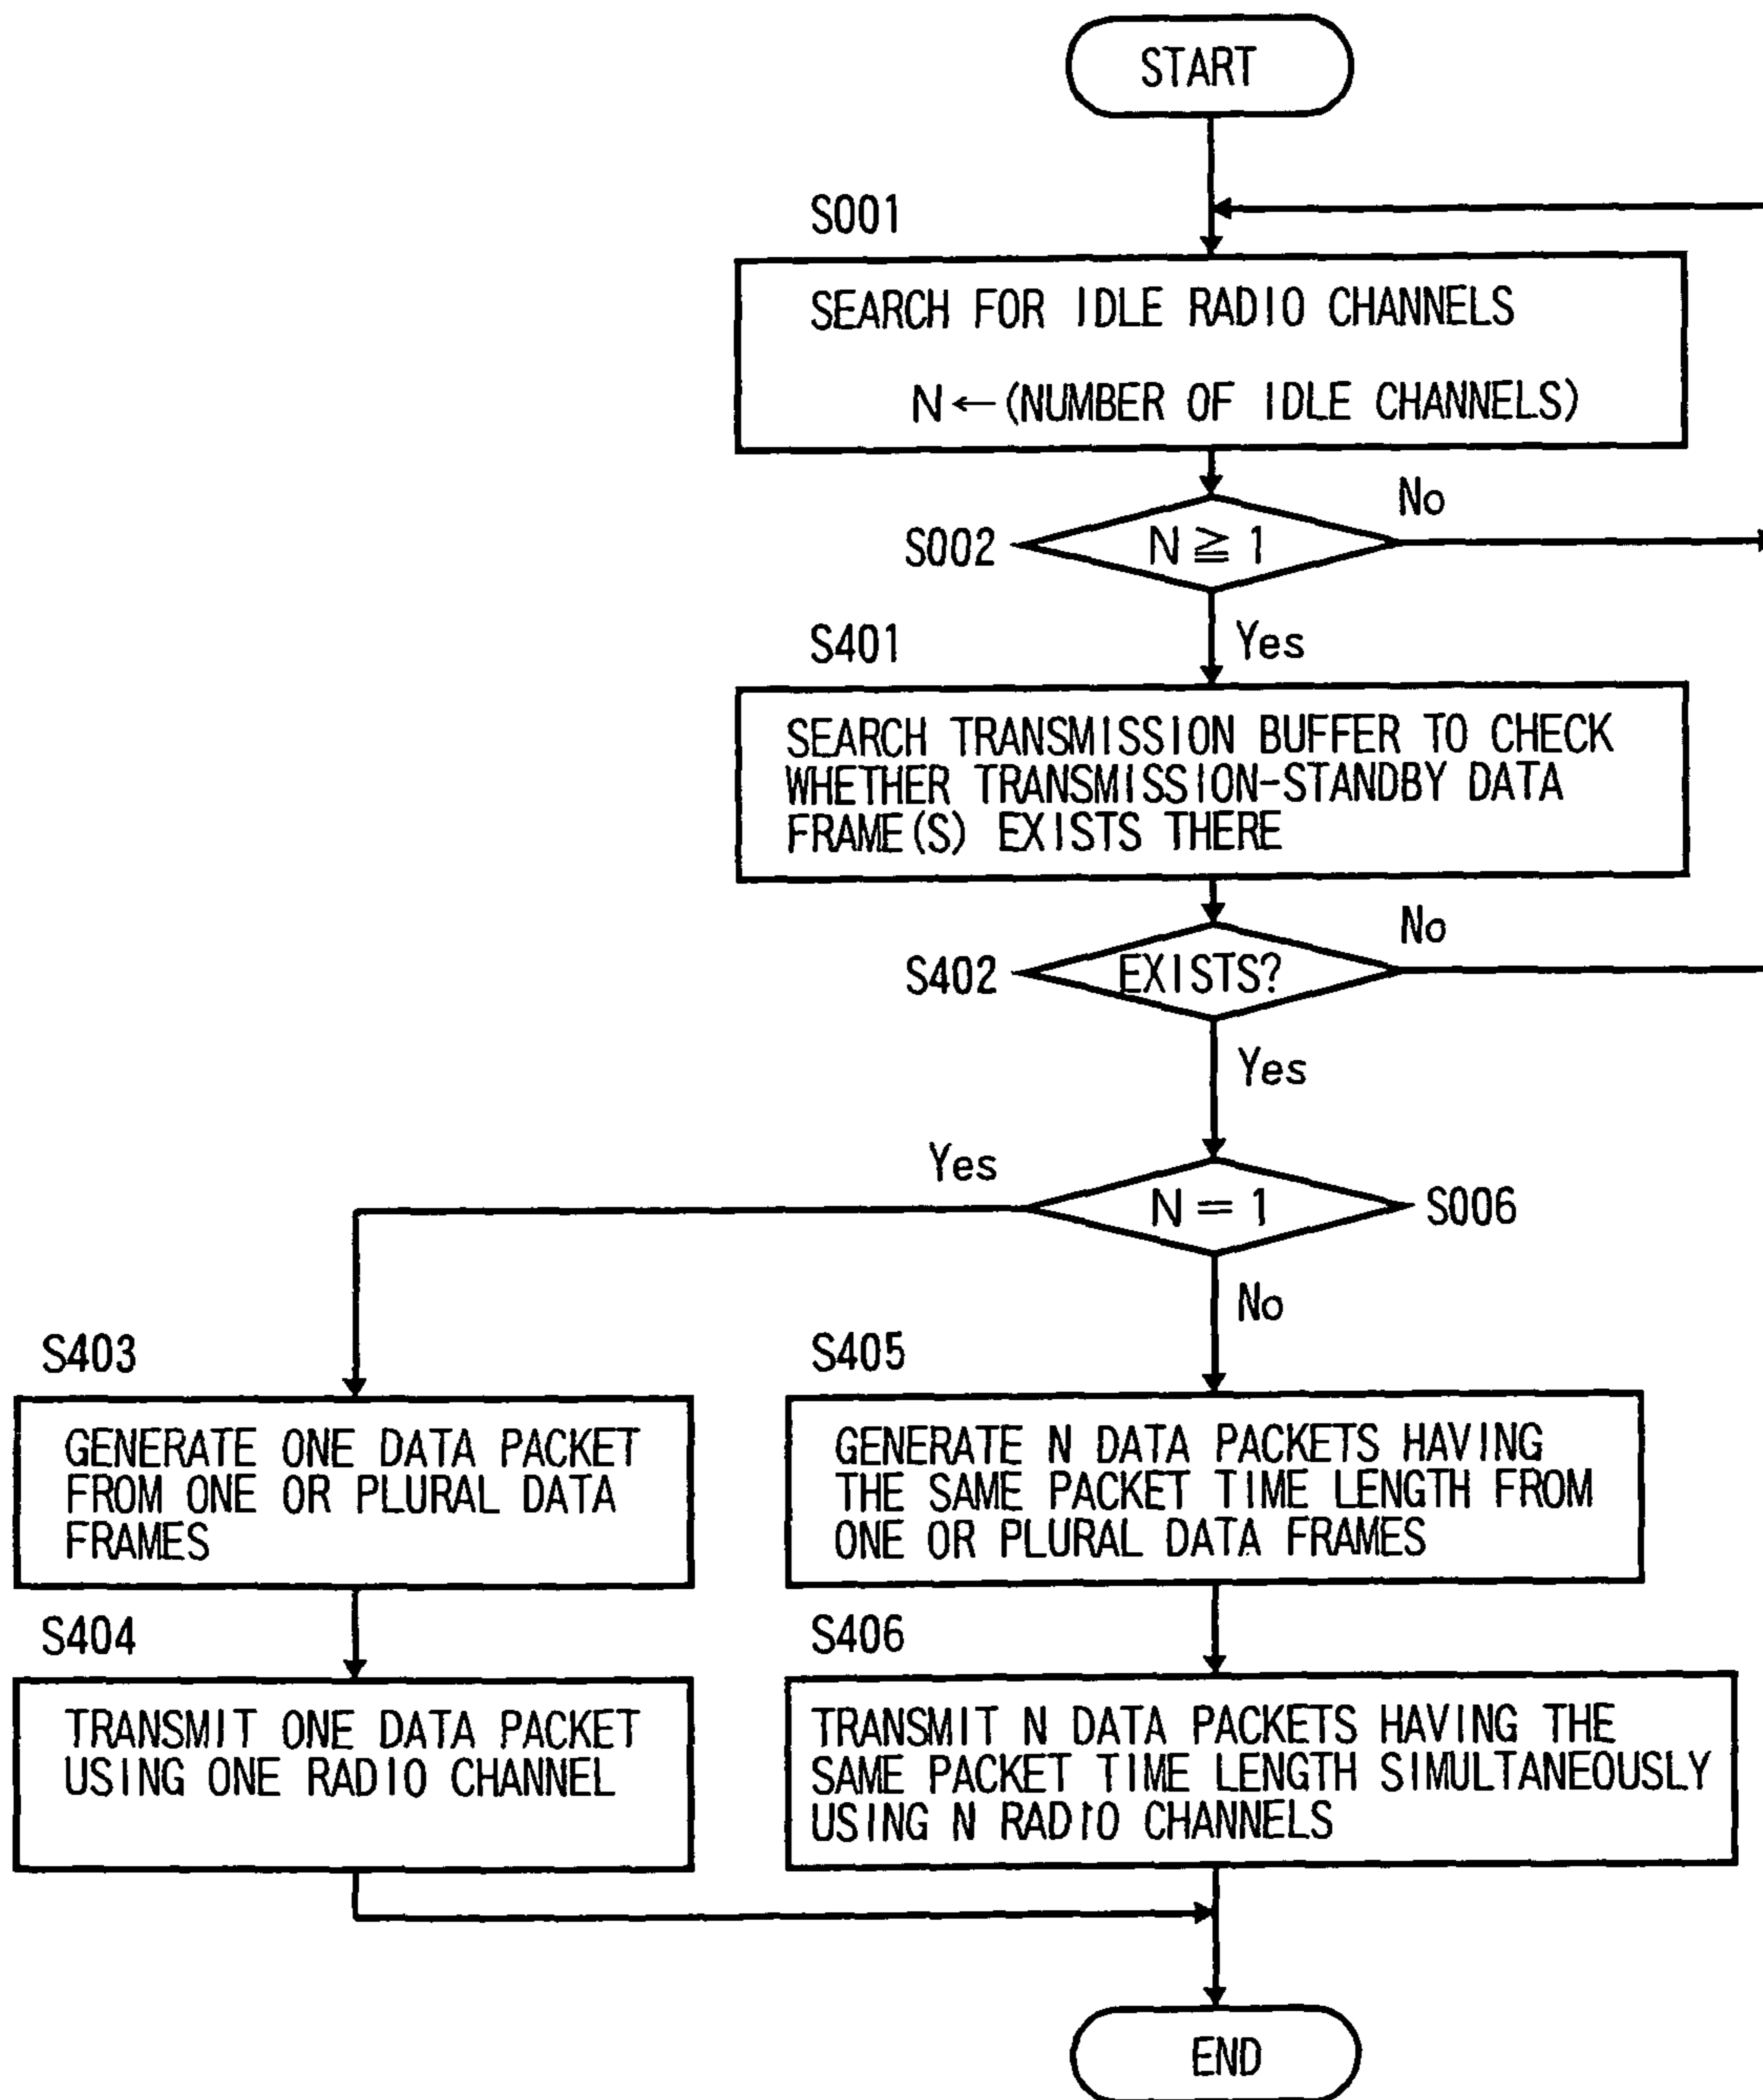 START
S001
SEARCH FOR IDLE RADIO CHANNELS
N ← (NUMBER OF IDLE CHANNELS)
S002
N ≧ 1
No
Yes
S401
SEARCH TRANSMISSION BUFFER TO CHECK
WHETHER TRANSMISSION-STANDBY DATA
FRAME(S) EXISTS THERE
S402
EXISTS?
No
Yes
Yes
N = 1
S006
No
S403
GENERATE ONE DATA PACKET
FROM ONE OR PLURAL DATA
FRAMES
S405
GENERATE N DATA PACKETS HAVING
THE SAME PACKET TIME LENGTH FROM
ONE OR PLURAL DATA FRAMES
S404
TRANSMIT ONE DATA PACKET
USING ONE RADIO CHANNEL
S406
TRANSMIT N DATA PACKETS HAVING THE
SAME PACKET TIME LENGTH SIMULTANEOUSLY
USING N RADIO CHANNELS
END